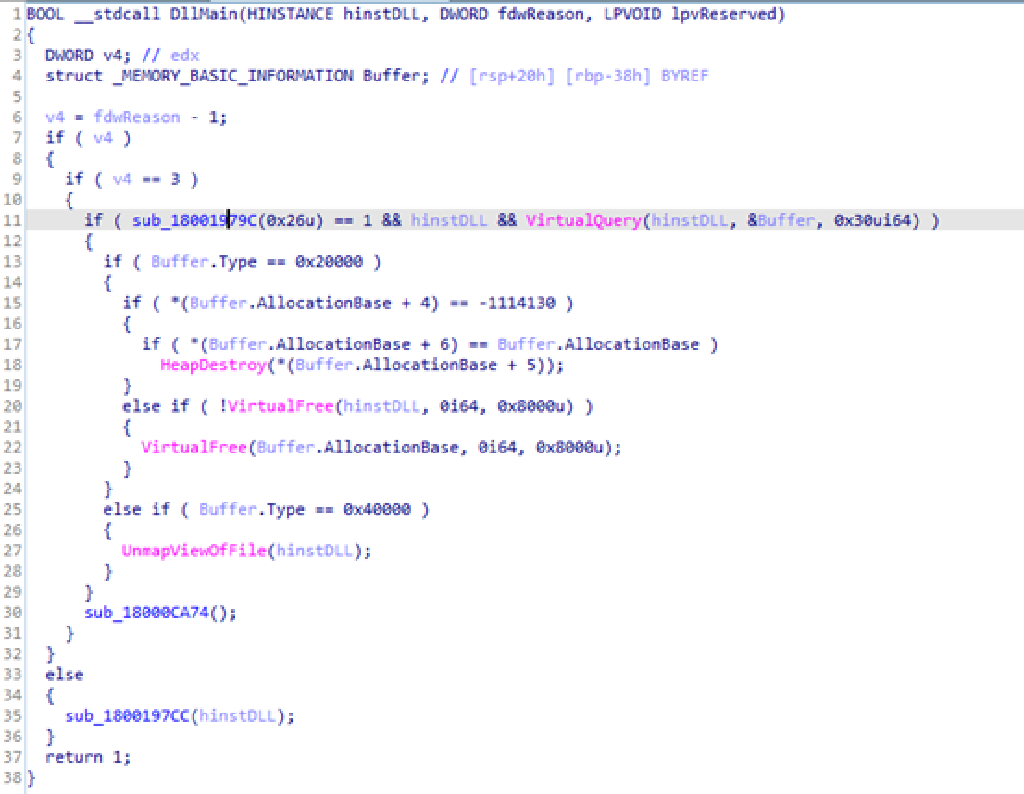 1 BOOL __stdcall DllMain(HINSTANCE hinstDLL, DWORD fdwReason, LPVOID lpvReserved)
2 {
3   DWORD v4; // edx
4   struct _MEMORY_BASIC_INFORMATION Buffer; // [rsp+20h] [rbp-38h] BYREF
5
6   v4 = fdwReason - 1;
7   if ( v4 )
8   {
9     if ( v4 == 3 )
10     {
11       if ( sub_18001979C(0x26u) == 1 && hinstDLL && VirtualQuery(hinstDLL, &Buffer, 0x30ui64) )
12       {
13         if ( Buffer.Type == 0x20000 )
14         {
15           if ( *(Buffer.AllocationBase + 4) == -1114130 )
16           {
17             if ( *(Buffer.AllocationBase + 6) == Buffer.AllocationBase )
18               HeapDestroy(*(Buffer.AllocationBase + 5));
19           }
20           else if ( !VirtualFree(hinstDLL, 0i64, 0x8000u) )
21           {
22             VirtualFree(Buffer.AllocationBase, 0i64, 0x8000u);
23           }
24         }
25         else if ( Buffer.Type == 0x40000 )
26         {
27           UnmapViewOfFile(hinstDLL);
28         }
29       }
30       sub_18000CA74();
31     }
32   }
33   else
34   {
35     sub_1800197CC(hinstDLL);
36   }
37   return 1;
38 }